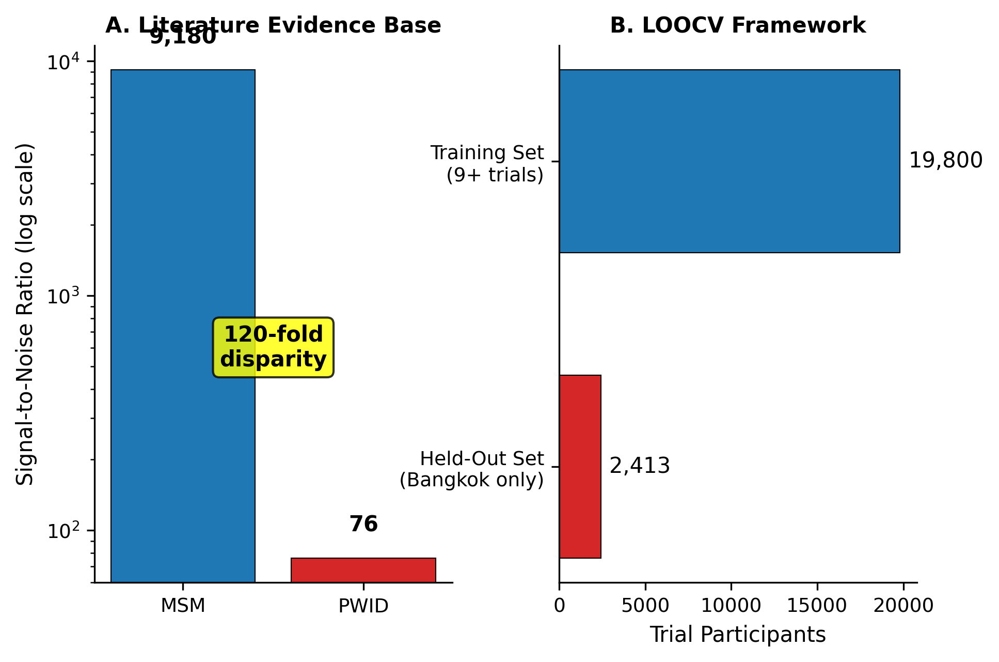 A. Literature Evidence Base
9,180
10^4
10^3
10^2
Signal-to-Noise Ratio (log scale)
120-fold
disparity
76
MSM
PWID
B. LOOCV Framework
Training Set
(9+ trials)
19,800
Held-Out Set
(Bangkok only)
2,413
0
5000
10000
15000
20000
Trial Participants